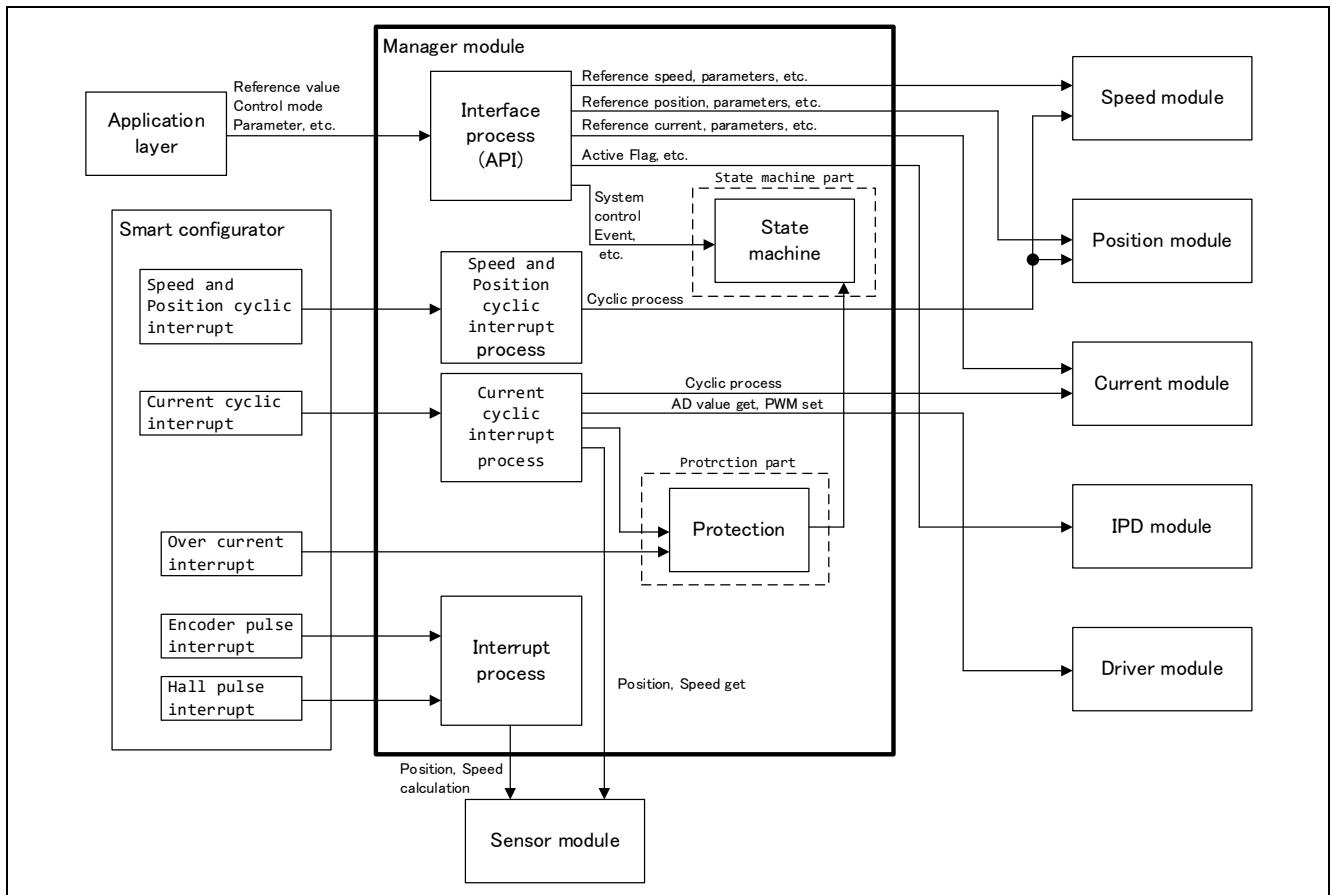 Manager module
Reference value
Control mode
Parameter, etc.
Application
layer
Interface
process
(API)
Reference speed, parameters, etc.
Reference position, parameters, etc.
Reference current, parameters, etc.
Active Flag, etc.
Speed module
State machine part
System
control
Event,
etc.
State
machine
Position module
Smart configurator
Speed and
Position cyclic
interrupt
Speed and
Position
cyclic
interrupt
process
Cyclic process
Current cyclic
interrupt
Current
cyclic
interrupt
process
Cyclic process
AD value get, PWM set
Current module
Protrction part
Protection
IPD module
Over current
interrupt
Encoder pulse
interrupt
Hall pulse
interrupt
Interrupt
process
Position, Speed get
Driver module
Position, Speed
calculation
Sensor module